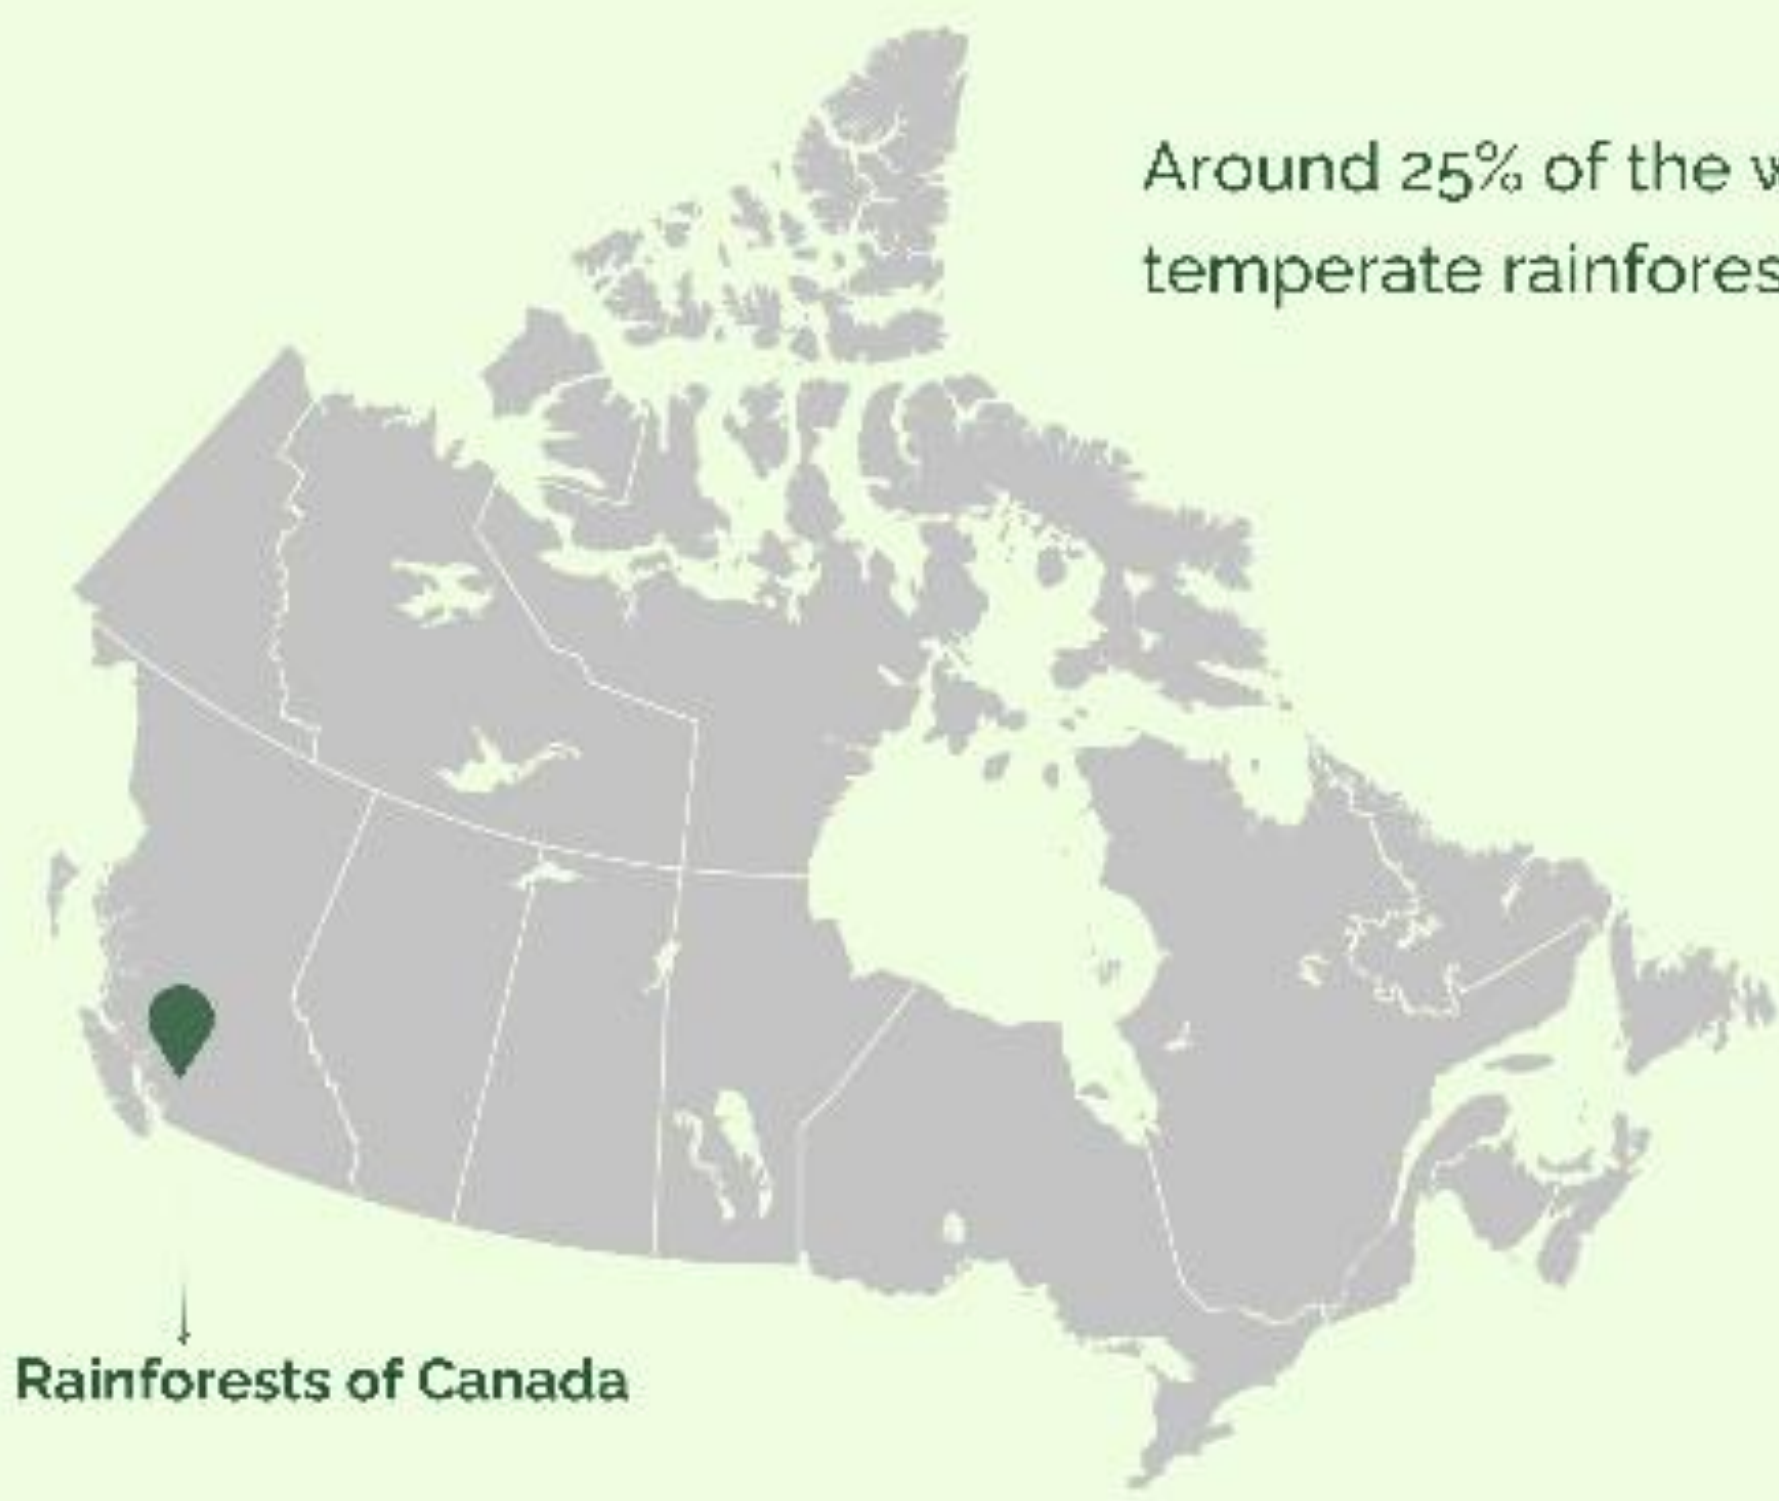 Around 25% of the w
temperate rainfores
Rainforests of Canada